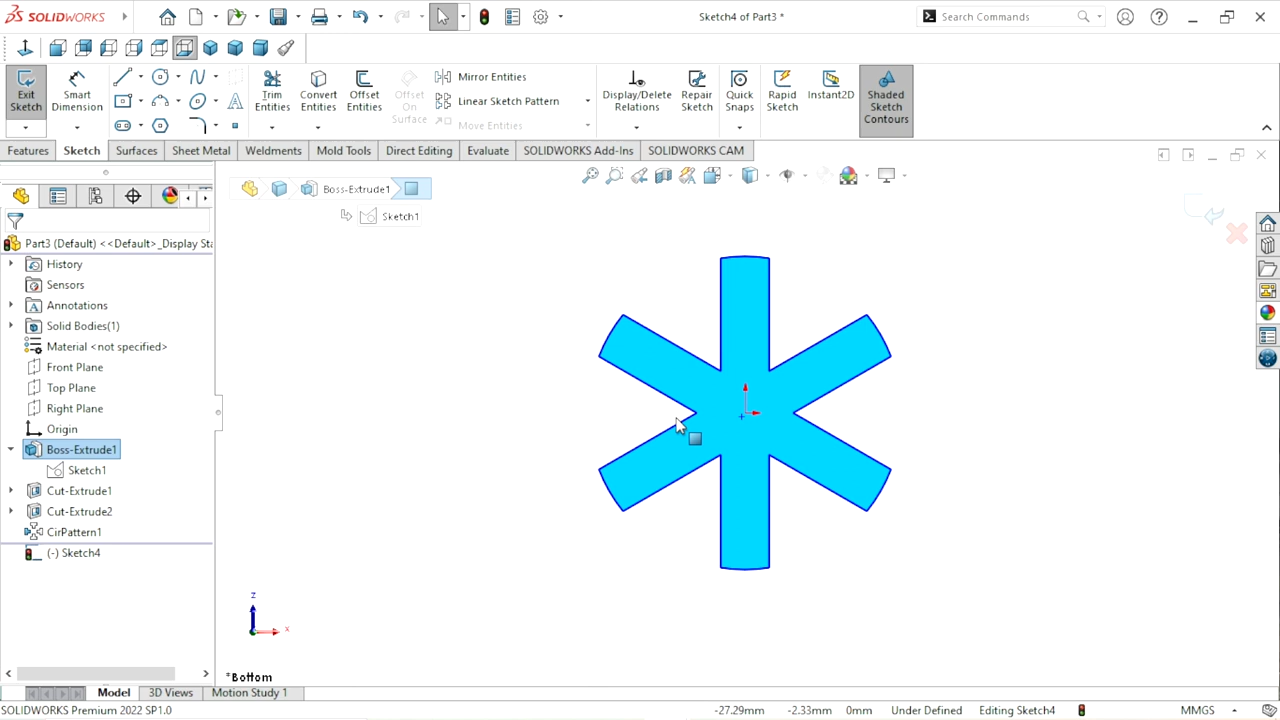 SOLIDWORKS
Sketch4 of Part3 *
Search Commands
Exit Sketch
Smart Dimension
Trim Entities
Convert Entities
Offset Entities
Offset On Surface
Mirror Entities
Linear Sketch Pattern
Move Entities
Display/Delete Relations
Repair Sketch
Quick Snaps
Rapid Sketch
Instant2D
Shaded Sketch Contours
Features
Sketch
Surfaces
Sheet Metal
Weldments
Mold Tools
Direct Editing
Evaluate
SOLIDWORKS Add-Ins
SOLIDWORKS CAM
Boss-Extrude1
Sketch1
Part3 (Default) <<Default>_Display Sta
History
Sensors
Annotations
Solid Bodies(1)
Material <not specified>
Front Plane
Top Plane
Right Plane
Origin
Boss-Extrude1
Sketch1
Cut-Extrude1
Cut-Extrude2
CirPattern1
(-) Sketch4
z
x
*Bottom
Model
3D Views
Motion Study 1
SOLIDWORKS Premium 2022 SP1.0
-27.29mm
-2.33mm
0mm
Under Defined
Editing Sketch4
MMGS